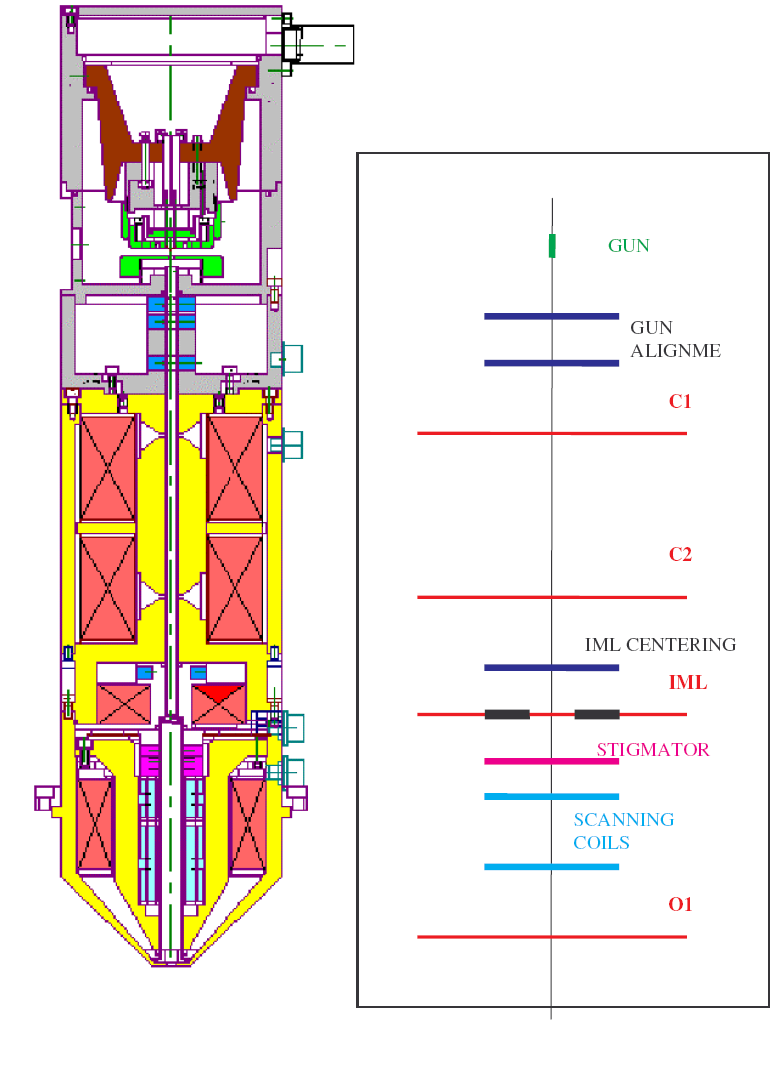 GUN
GUN
ALIGNME
C1
C2
IML CENTERING
IML
STIGMATOR
SCANNING
COILS
O1